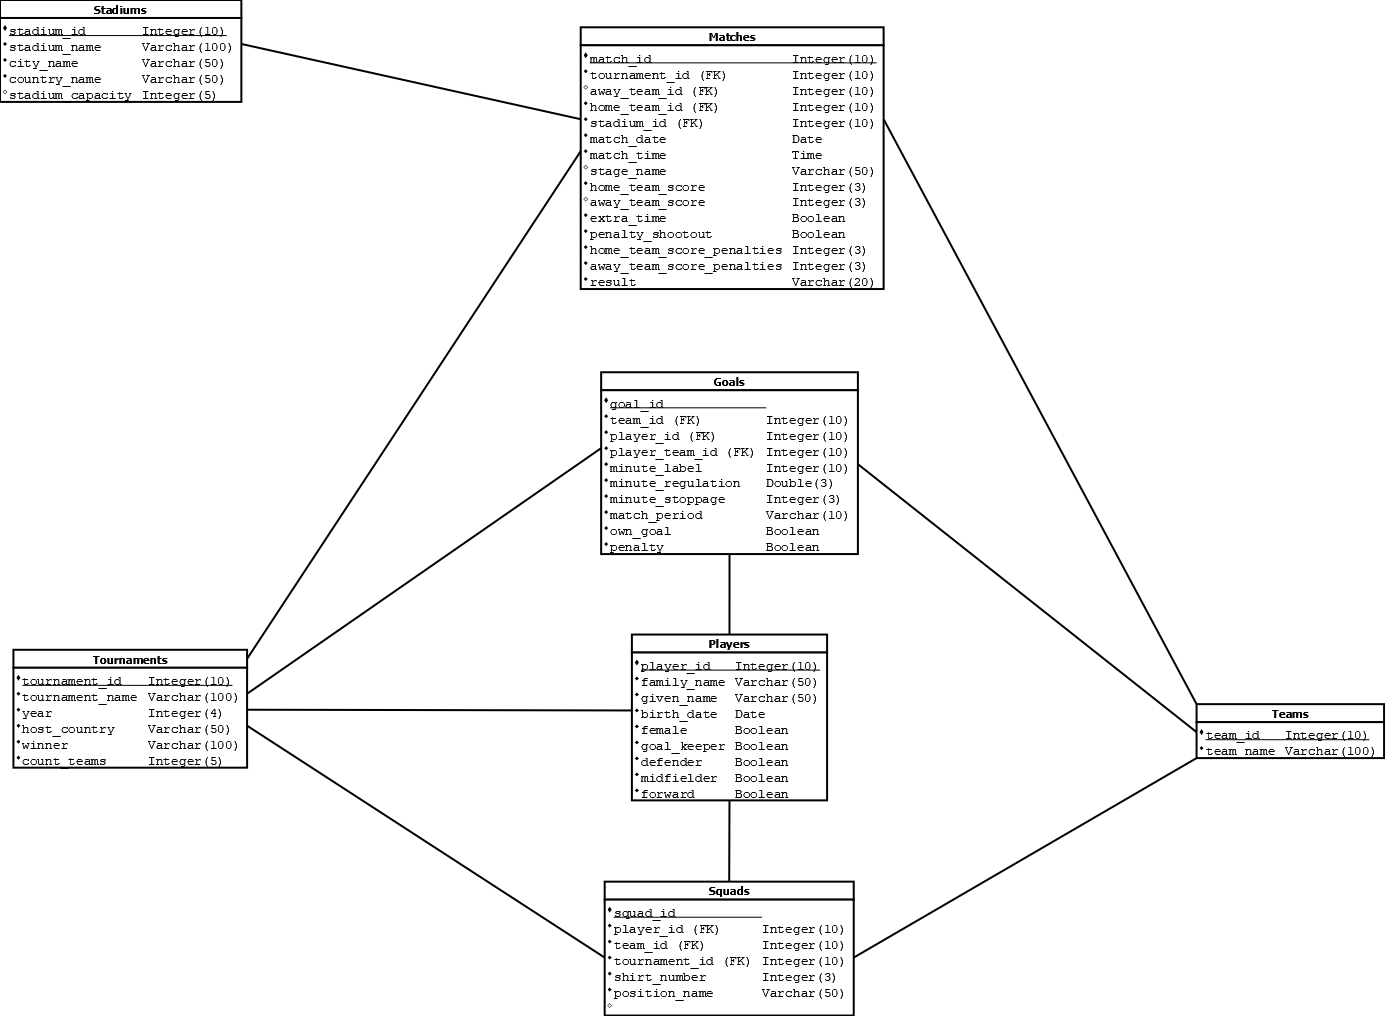 Stadiums
stadium_id Integer(10)
stadium_name Varchar(100)
city_name Varchar(50)
country_name Varchar(50)
stadium_capacity Integer(5)
Matches
match_id Integer(10)
tournament_id (FK) Integer(10)
away_team_id (FK) Integer(10)
home_team_id (FK) Integer(10)
stadium_id (FK) Integer(10)
match_date Date
match_time Time
stage_name Varchar(50)
home_team_score Integer(3)
away_team_score Integer(3)
extra_time Boolean
penalty_shootout Boolean
home_team_score_penalties Integer(3)
away_team_score_penalties Integer(3)
result Varchar(20)
Goals
goal_id
team_id (FK) Integer(10)
player_id (FK) Integer(10)
player_team_id (FK) Integer(10)
minute_label Integer(10)
minute_regulation Double(3)
minute_stoppage Integer(3)
match_period Varchar(10)
own_goal Boolean
penalty Boolean
Tournaments
tournament_id Integer(10)
tournament_name Varchar(100)
year Integer(4)
host_country Varchar(50)
winner Varchar(100)
count_teams Integer(5)
Players
player_id Integer(10)
family_name Varchar(50)
given_name Varchar(50)
birth_date Date
female Boolean
goal_keeper Boolean
defender Boolean
midfielder Boolean
forward Boolean
Teams
team_id Integer(10)
team_name Varchar(100)
Squads
squad_id
player_id (FK) Integer(10)
team_id (FK) Integer(10)
tournament_id (FK) Integer(10)
shirt_number Integer(3)
position_name Varchar(50)